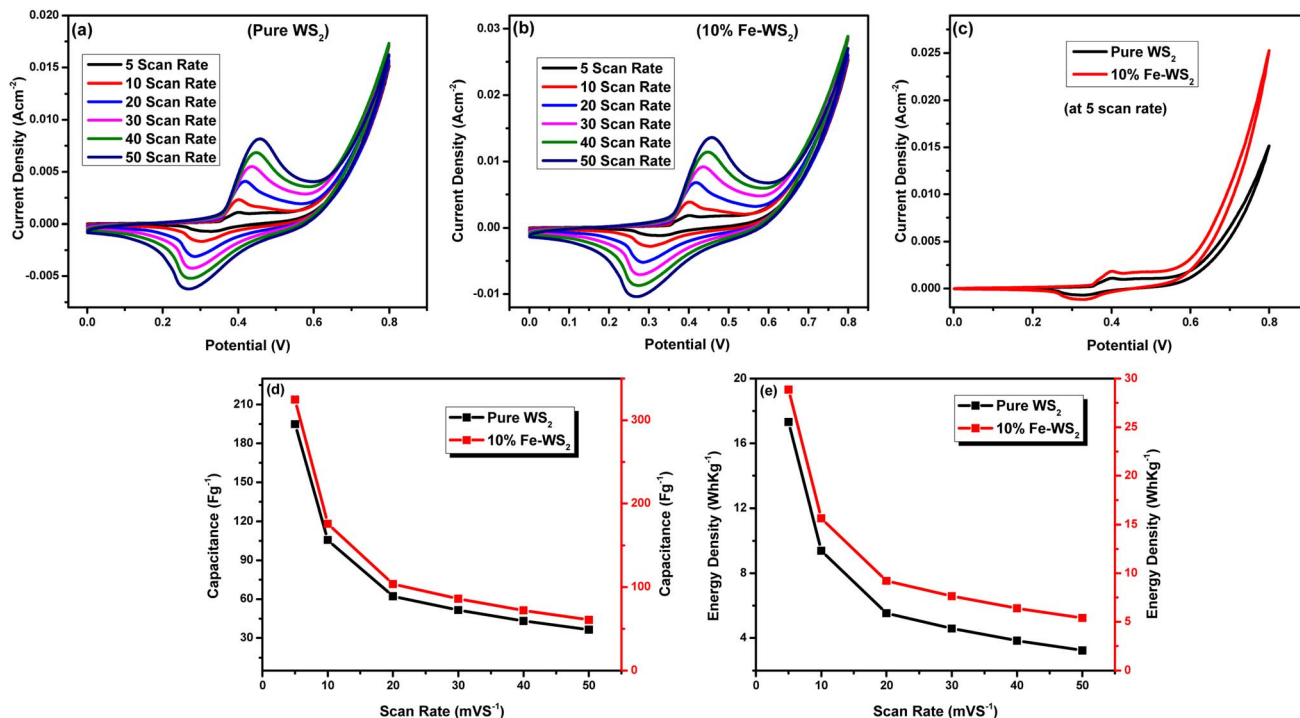 (a)
(Pure WS₂)
5 Scan Rate
10 Scan Rate
20 Scan Rate
30 Scan Rate
40 Scan Rate
50 Scan Rate
0.020
0.015
0.010
0.005
0.000
-0.005
Current Density (Acm⁻²)
0.0 0.2 0.4 0.6 0.8
Potential (V)
(b)
(10% Fe-WS₂)
5 Scan Rate
10 Scan Rate
20 Scan Rate
30 Scan Rate
40 Scan Rate
50 Scan Rate
0.03
0.02
0.01
0.00
-0.01
Current Density (Acm⁻²)
0.0 0.1 0.2 0.3 0.4 0.5 0.6 0.7 0.8
Potential (V)
(c)
Pure WS₂
10% Fe-WS₂
(at 5 scan rate)
0.025
0.020
0.015
0.010
0.005
0.000
Current Density (Acm⁻²)
0.0 0.2 0.4 0.6 0.8
Potential (V)
(d)
Pure WS₂
10% Fe-WS₂
210
180
150
120
90
60
30
Capacitance (Fg⁻¹)
300
200
100
0
Capacitance (Fg⁻¹)
0 10 20 30 40 50
Scan Rate (mVS⁻¹)
(e)
Pure WS₂
10% Fe-WS₂
20
16
12
8
4
Energy Density (WhKg⁻¹)
30
25
20
15
10
5
0
Energy Density (WhKg⁻¹)
0 10 20 30 40 50
Scan Rate (mVS⁻¹)